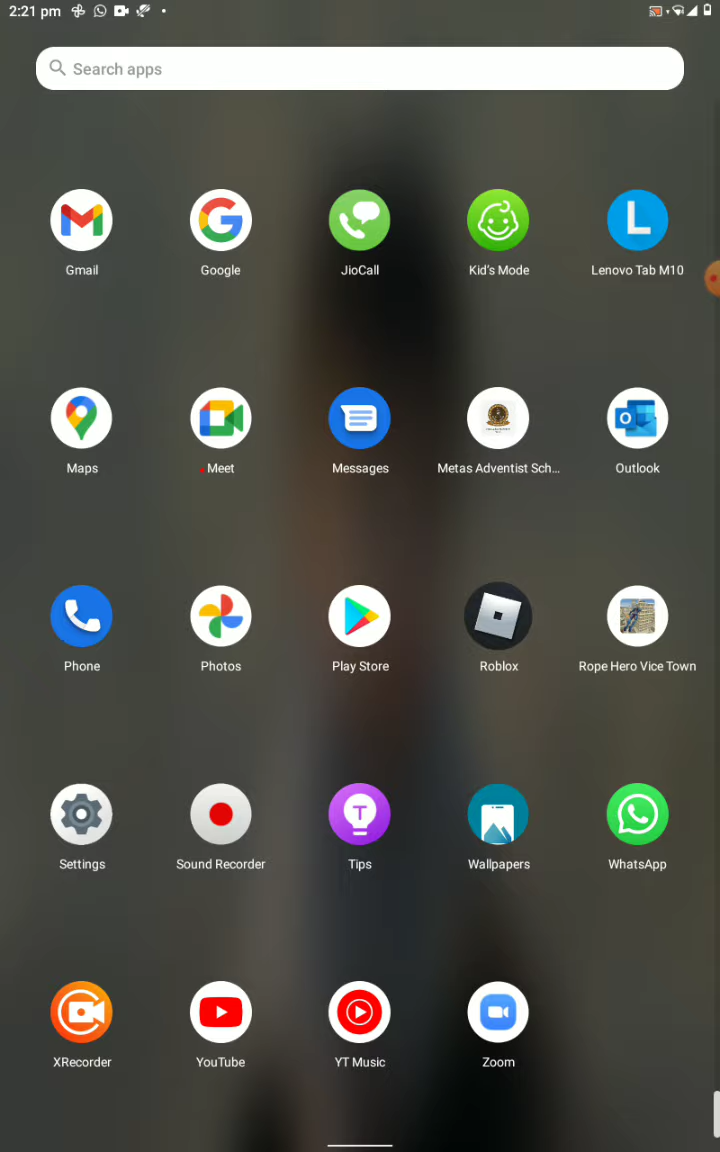 2:21 pm
Search apps
Gmail
Google
JioCall
Kid's Mode
L
Lenovo Tab M10
Maps
Meet
Messages
Metas Adventist Sch...
Outlook
Phone
Photos
Play Store
Roblox
Rope Hero Vice Town
Settings
Sound Recorder
Tips
Wallpapers
WhatsApp
XRecorder
YouTube
YT Music
Zoom